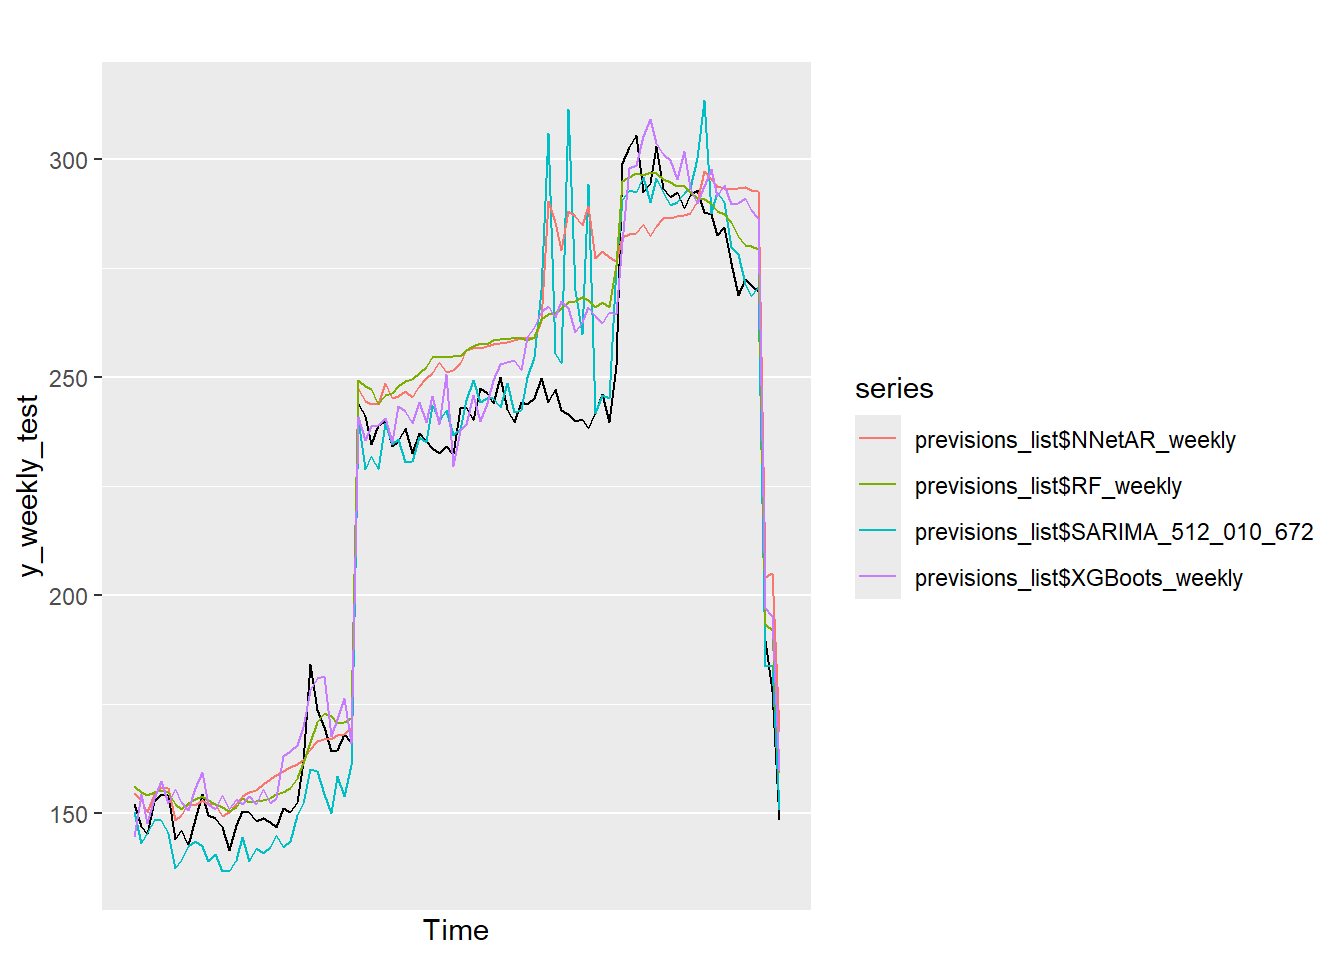 300
250
200
150
y_weekly_test
Time
series
previsions_list$NNetAR_weekly
previsions_list$RF_weekly
previsions_list$SARIMA_512_010_672
previsions_list$XGBoots_weekly